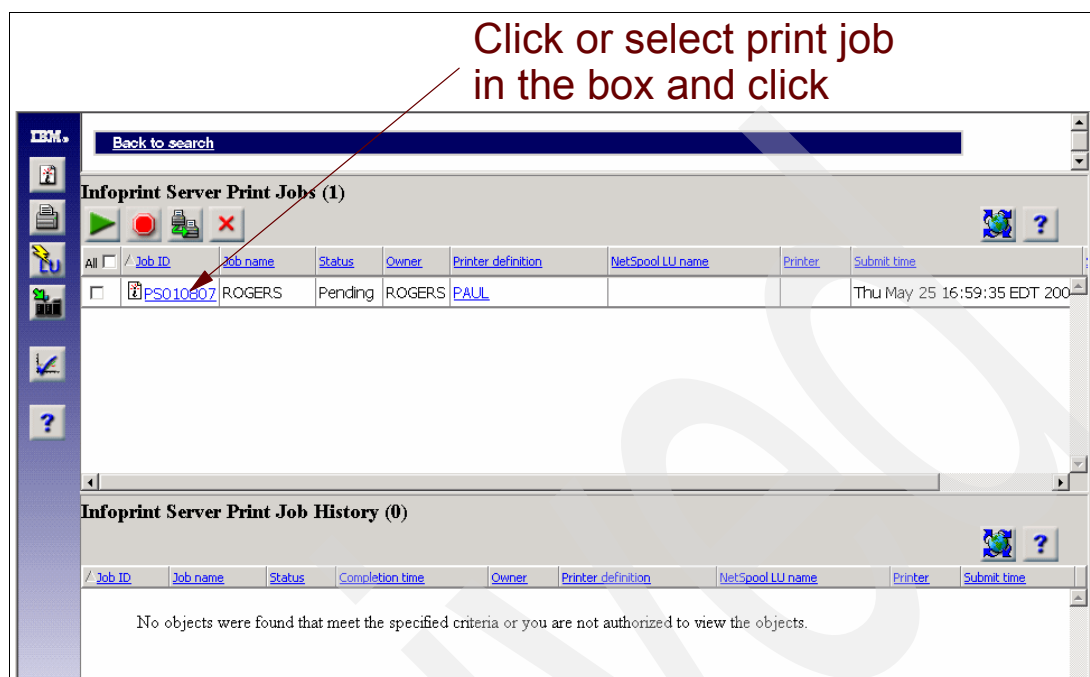 Click or select print job
in the box and click
IBM.
Back to search
Infoprint Server Print Jobs (1)
?
All / Job ID Job name Status Owner Printer definition NetSpool LU name Printer Submit time
PS010807 ROGERS Pending ROGERS PAUL Thu May 25 16:59:35 EDT 200
LU
?
Infoprint Server Print Job History (0)
?
/ Job ID Job name Status Completion time Owner Printer definition NetSpool LU name Printer Submit time
No objects were found that meet the specified criteria or you are not authorized to view the objects.